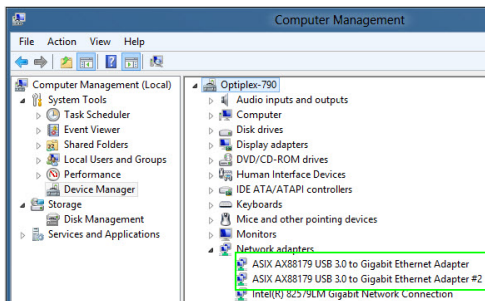 Computer Management
File Action View Help
Computer Management (Local)
System Tools
Task Scheduler
Event Viewer
Shared Folders
Local Users and Groups
Performance
Device Manager
Storage
Disk Management
Services and Applications
Optiplex-790
Audio inputs and outputs
Computer
Disk drives
Display adapters
DVD/CD-ROM drives
Human Interface Devices
IDE ATA/ATAPI controllers
Keyboards
Mice and other pointing devices
Monitors
Network adapters
ASIX AX88179 USB 3.0 to Gigabit Ethernet Adapter
ASIX AX88179 USB 3.0 to Gigabit Ethernet Adapter #2
Intel(R) 82579LM Gigabit Network Connection